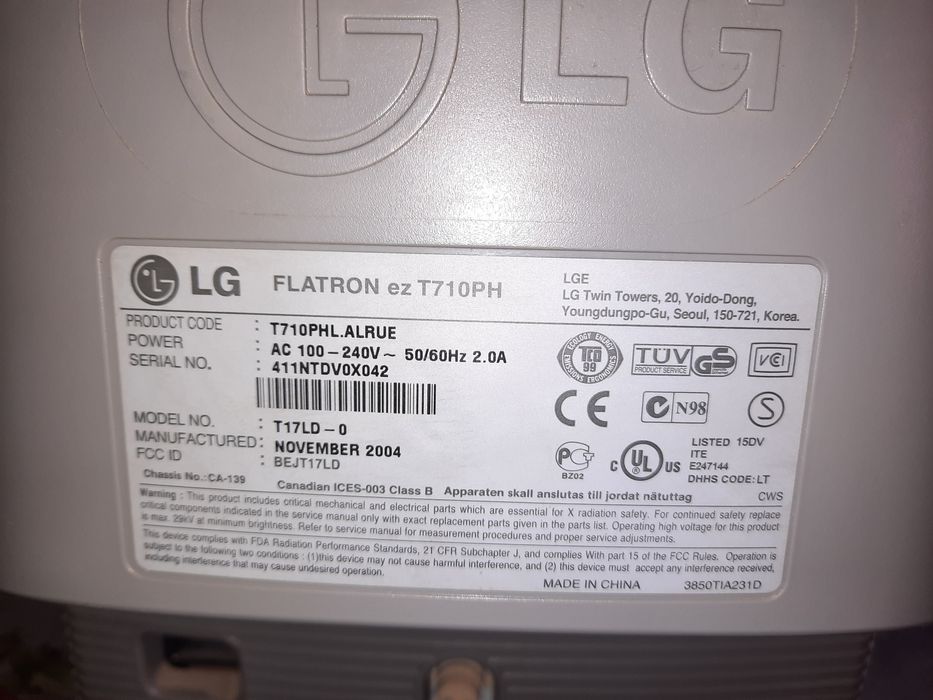 LG
LG FLATRON ez T710PH
LGE
LG Twin Towers, 20, Yoido-Dong,
Youngdungpo-Gu, Seoul, 150-721, Korea.
PRODUCT CODE : T710PHL.ALRUE
POWER : AC 100-240V~ 50/60Hz 2.0A
SERIAL NO. : 411NTDV0X042
MODEL NO. : T17LD-0
MANUFACTURED : NOVEMBER 2004
FCC ID : BEJT17LD
Chassis No.:CA-139
ECOLOGY ENERGY
TCO
99
EMISSIONS ERGONOMICS
TÜV
PRODUCT SERVICE
GS
VCI
CE
N98
S
PG
BZ02
C UL US
LISTED 15DV
ITE
E247144
DHHS CODE: LT
Canadian ICES-003 Class B Apparaten skall anslutas till jordat nätuttag CWS
Warning : This product includes critical mechanical and electrical parts which are essential for X radiation safety. For continued safety replace
critical components indicated in the service manual only with exact replacement parts given in the parts list. Operating high voltage for this product
is max. 29kV at minimum brightness. Refer to service manual for measurement procedures and proper service adjustments.
This device complies with FDA Radiation Performance Standards, 21 CFR Subchapter J, and complies With part 15 of the FCC Rules. Operation is
subject to the following two conditions : (1)this device may not cause harmful interference, and (2) this device must accept any interference received,
including interference that may cause undesired operation.
MADE IN CHINA 3850TIA231D